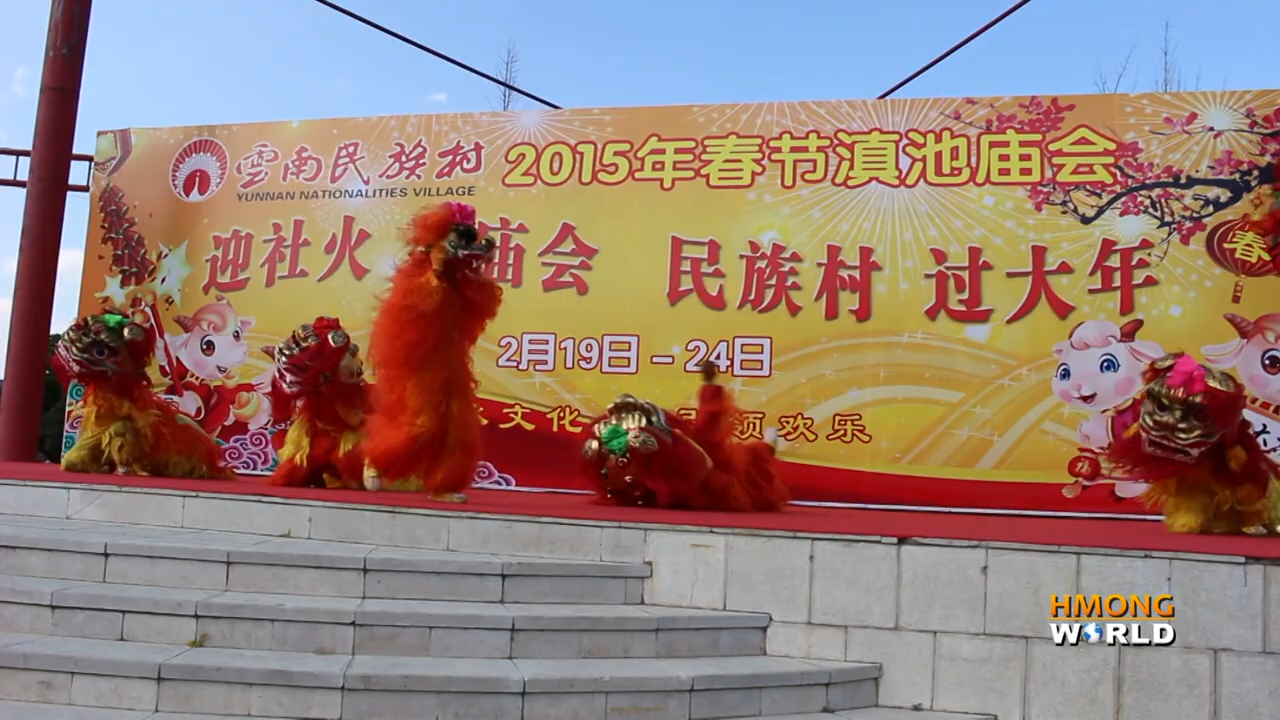 雲南民族村
YUNNAN NATIONALITIES VILLAGE
2015年春节滇池庙会
迎社火 庙会 民族村 过大年
2月19日－24日
文化 欢乐
春
HMONG
WORLD